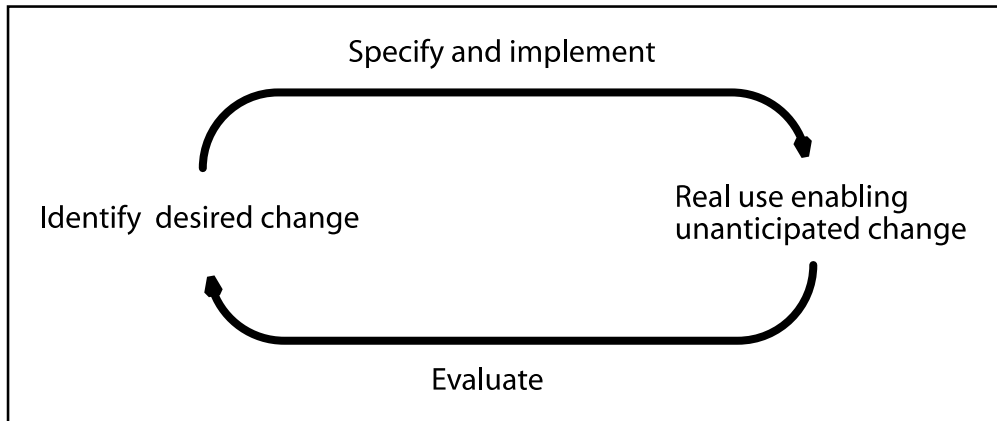 Specify and implement
Identify desired change
Real use enabling
unanticipated change
Evaluate